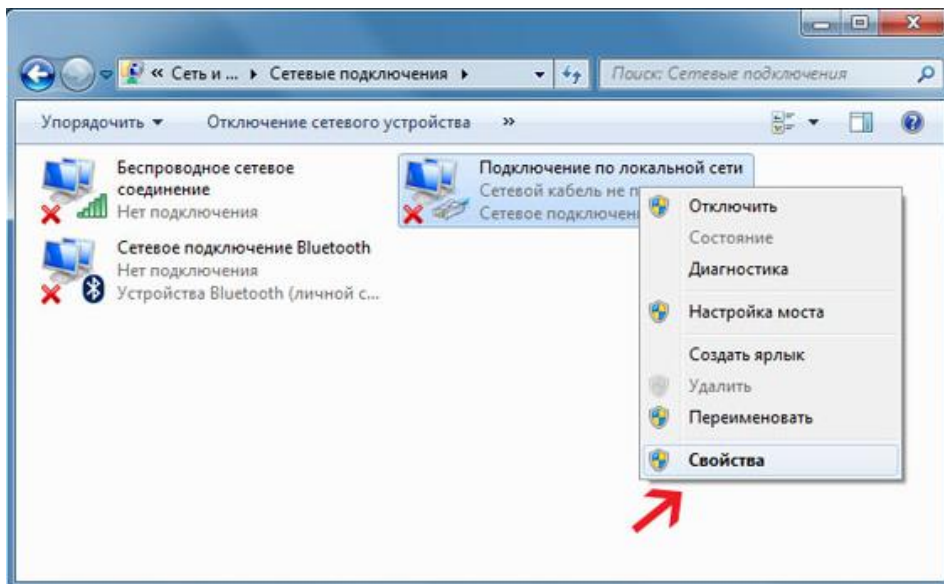 « Сеть и ... Сетевые подключения
Поиск: Сетевые подключения
Упорядочить Отключение сетевого устройства »
Беспроводное сетевое
соединение
Нет подключения
Подключение по локальной сети
Сетевой кабель не п
Сетевое подключен
Сетевое подключение Bluetooth
Нет подключения
Устройства Bluetooth (личной с...
Отключить
Состояние
Диагностика
Настройка моста
Создать ярлык
Удалить
Переименовать
Свойства